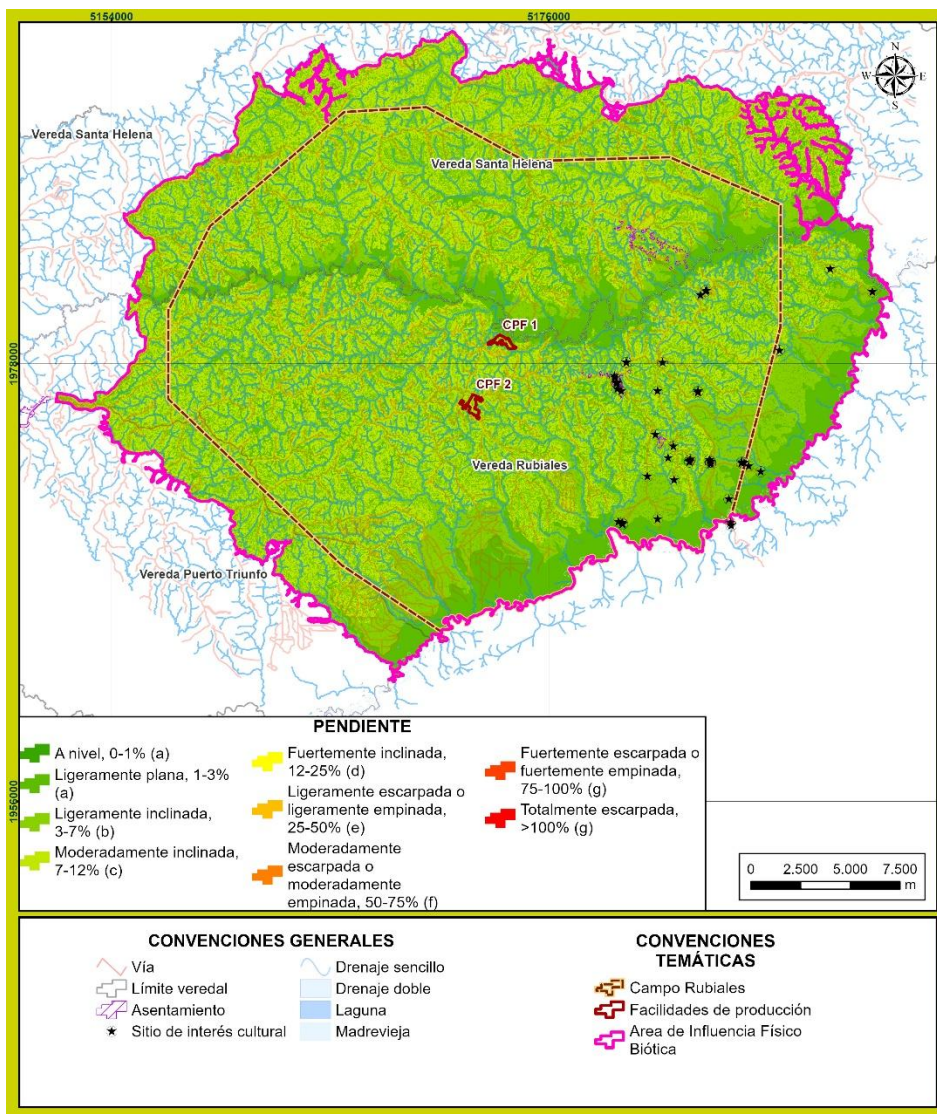 5154000
5176000
N
W
E
S
Vereda Santa Helena
Vereda Santa Helena
CPF 1
1978000
CPF 2
Vereda Rubiales
Vereda Puerto Triunfo
PENDIENTE
A nivel, 0-1% (a)
Ligeramente plana, 1-3%
(a)
Ligeramente inclinada,
3-7% (b)
Moderadamente inclinada,
7-12% (c)
Fuertemente inclinada,
12-25% (d)
Ligeramente escarpada o
ligeramente empinada,
25-50% (e)
Moderadamente
escarpada o
moderadamente
empinada, 50-75% (f)
Fuertemente escarpada o
fuertemente empinada,
75-100% (g)
Totalmente escarpada,
>100% (g)
1956000
0 2.500 5.000 7.500
m
CONVENCIONES GENERALES
Vía
Límite veredal
Asentamiento
Sitio de interés cultural
Drenaje sencillo
Drenaje doble
Laguna
Madrevieja
CONVENCIONES
TEMÁTICAS
Campo Rubiales
Facilidades de producción
Area de Influencia Físico
Biótica